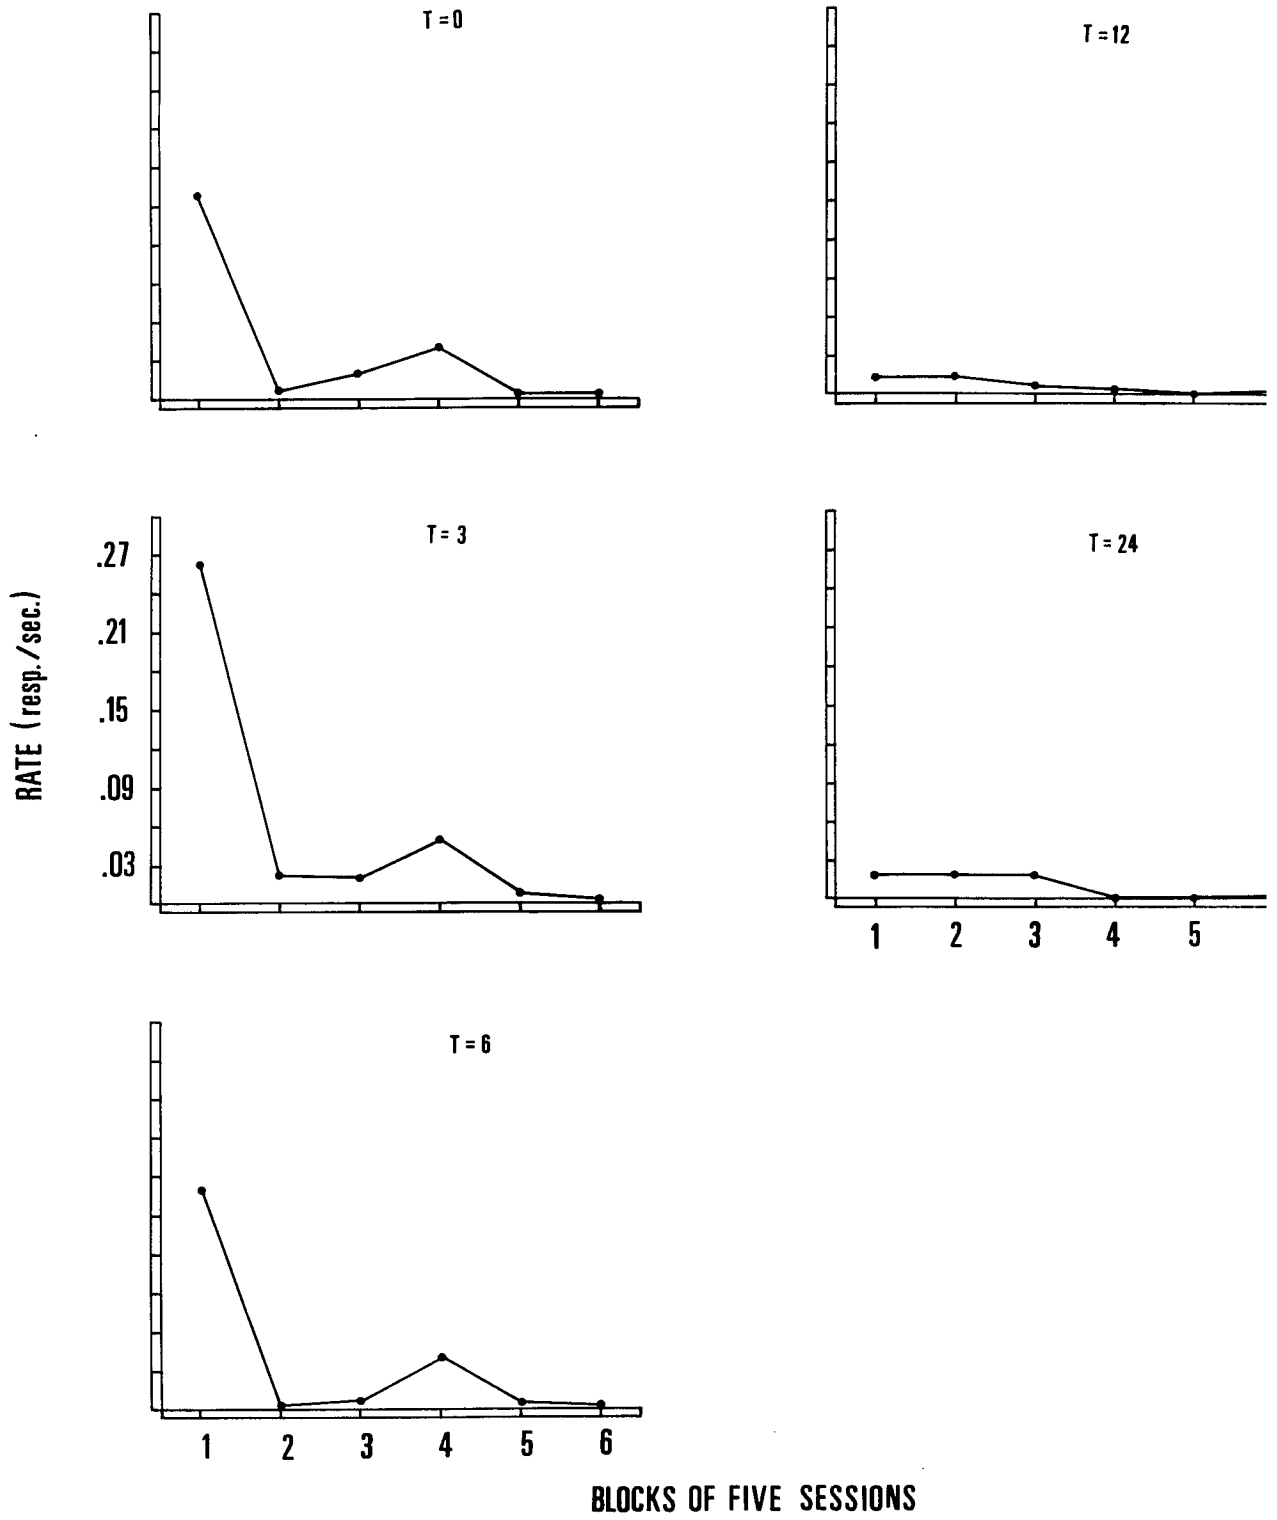 T = 0
T = 12
T = 3
T = 24
RATE (resp./sec.)
.27
.21
.15
.09
.03
1 2 3 4 5
T = 6
1 2 3 4 5 6
BLOCKS OF FIVE SESSIONS